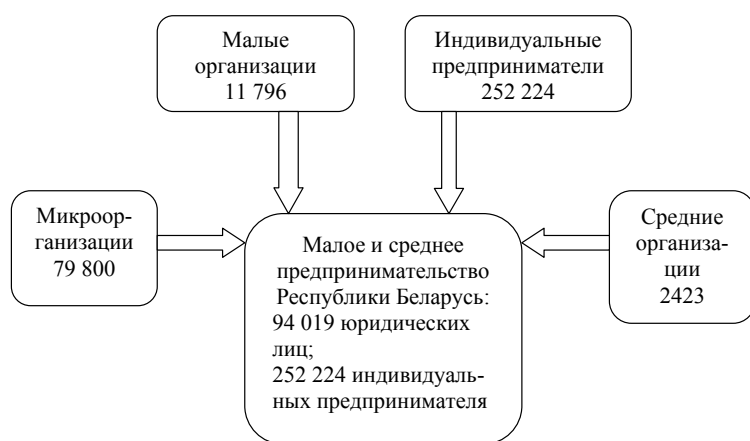 Малые
организации
11 796
Индивидуальные
предприниматели
252 224
Микроор-
ганизации
79 800
Малое и среднее
предпринимательство
Республики Беларусь:
94 019 юридических
лиц;
252 224 индивидуаль-
ных предпринимателя
Средние
организа-
ции
2423